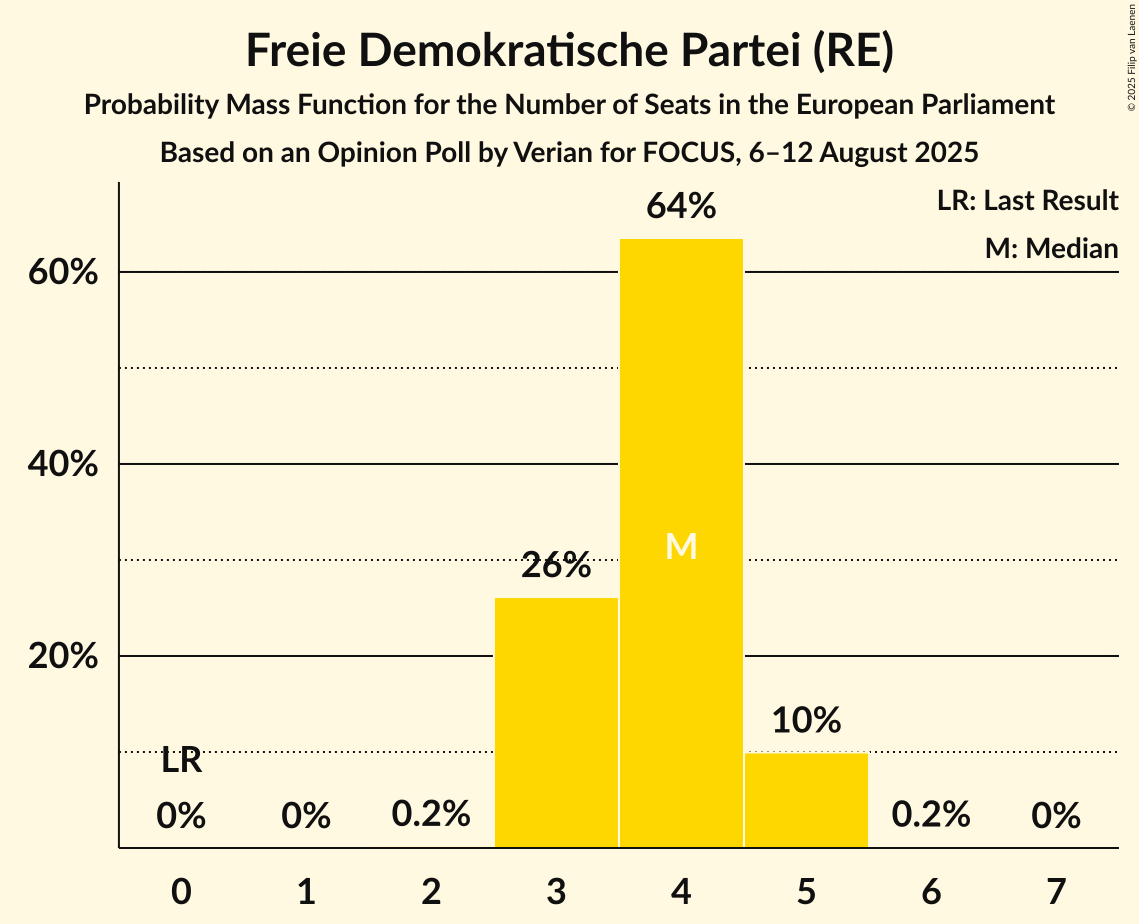 Freie Demokratische Partei (RE)
Probability Mass Function for the Number of Seats in the European Parliament
Based on an Opinion Poll by Verian for FOCUS, 6–12 August 2025
© 2025 Filip van Laenen
LR: Last Result
M: Median
64%
60%
40%
M
26%
20%
10%
LR
0%
0%
0.2%
0.2%
0%
0 1 2 3 4 5 6 7